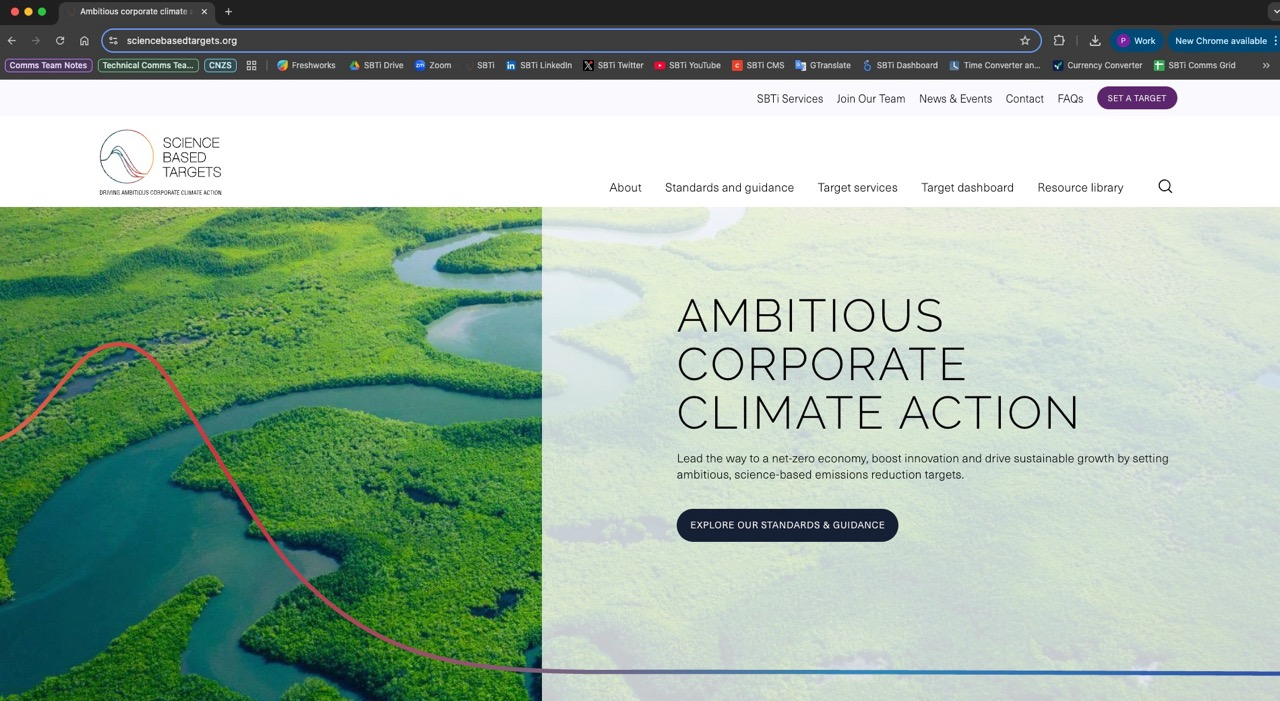 Ambitious corporate climate
sciencebasedtargets.org
P
Work
New Chrome available
Comms Team Notes
Technical Comms Tea...
CNZS
Freshworks
SBTi Drive
zm
Zoom
SBTi
in
SBTi LinkedIn
X
SBTi Twitter
SBTi YouTube
c
SBTi CMS
GTranslate
SBTi Dashboard
L
Time Converter an...
Currency Converter
SBTi Comms Grid
SBTi Services
Join Our Team
News & Events
Contact
FAQs
SET A TARGET
SCIENCE
BASED
TARGETS
DRIVING AMBITIOUS CORPORATE CLIMATE ACTION
About
Standards and guidance
Target services
Target dashboard
Resource library
AMBITIOUS
CORPORATE
CLIMATE ACTION
Lead the way to a net-zero economy, boost innovation and drive sustainable growth by setting
ambitious, science-based emissions reduction targets.
EXPLORE OUR STANDARDS & GUIDANCE